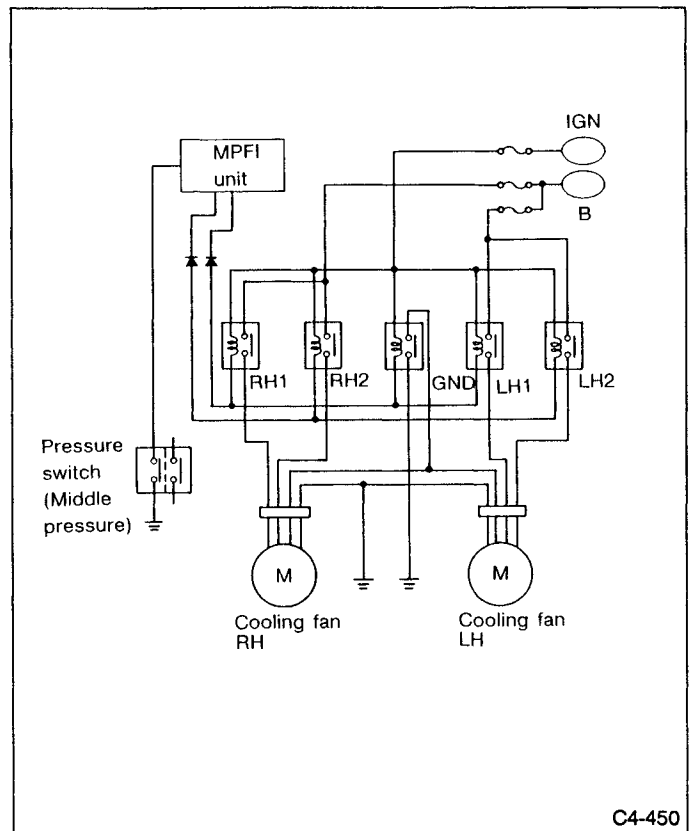 IGN
MPFI
unit
B
RH1
RH2
GND
LH1
LH2
Pressure
switch
(Middle
pressure)
M
M
Cooling fan
RH
Cooling fan
LH
C4-450